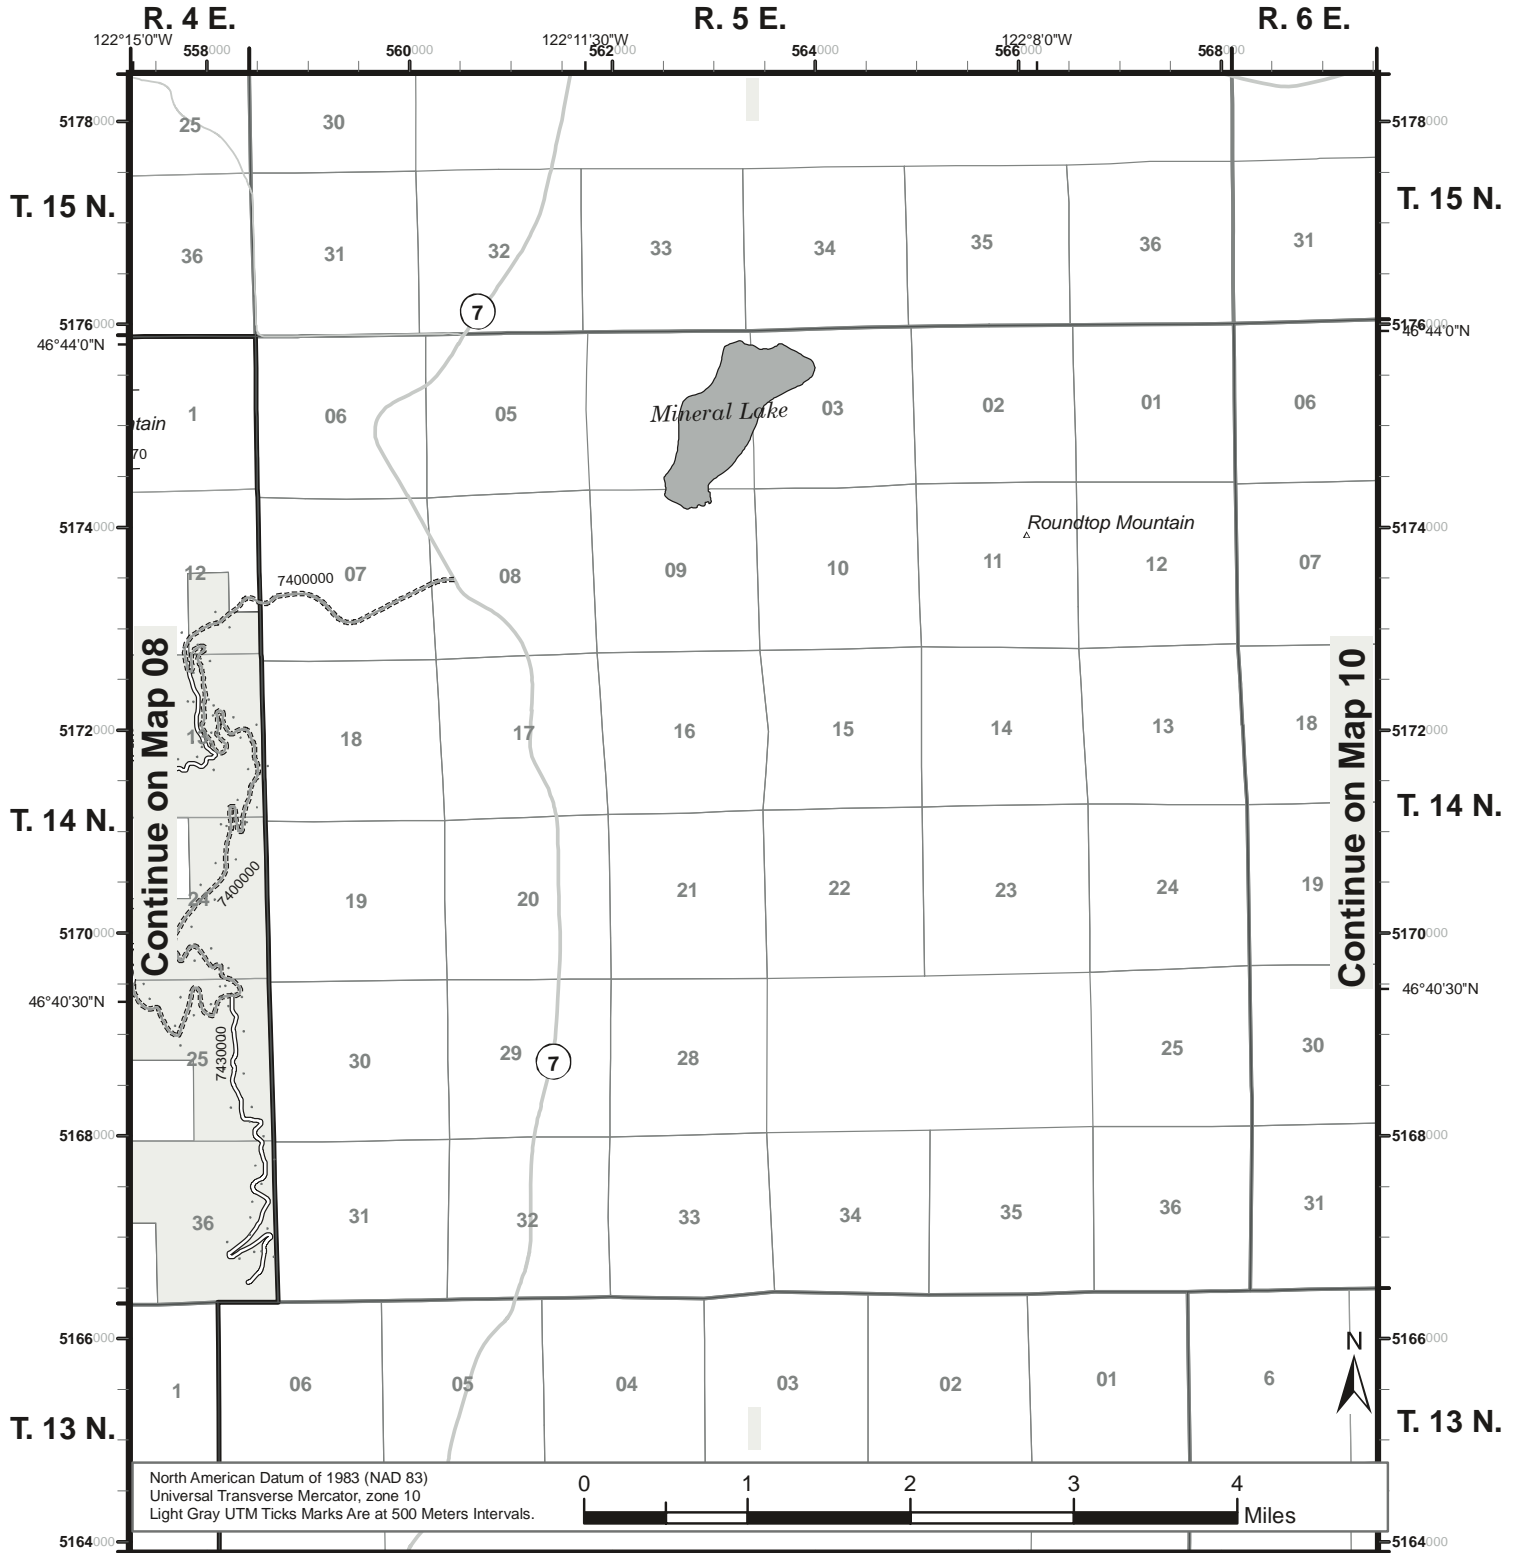 R. 4 E. R. 5 E. R. 6 E.
122°15'0"W 122°11'30"W 122°8'0"W
558000 560000 562000 564000 566000 568000
25 30
5178000 5178000
T. 15 N. T. 15 N.
36 31 32 33 34 35 36 31
7
5176000 5176000
46°44'0"N 46°44'0"N
1 06 05 Mineral Lake 03 02 01 06
ntain
70
5174000 Roundtop Mountain 5174000
12 07 08 09 10 11 12 07
7400000
Continue on Map 08
Continue on Map 10
5172000 5172000
13 18 17 16 15 14 13 18
T. 14 N. T. 14 N.
7400000
24 19 20 21 22 23 24 19
5170000 5170000
46°40'30"N 46°40'30"N
7430000
25 30 29 7 28 25 30
5168000 5168000
36 31 32 33 34 35 36 31
5166000 5166000
N
1 06 05 04 03 02 01 6
T. 13 N. T. 13 N.
North American Datum of 1983 (NAD 83)
Universal Transverse Mercator, zone 10
Light Gray UTM Ticks Marks Are at 500 Meters Intervals.
0 1 2 3 4
Miles
5164000 5164000